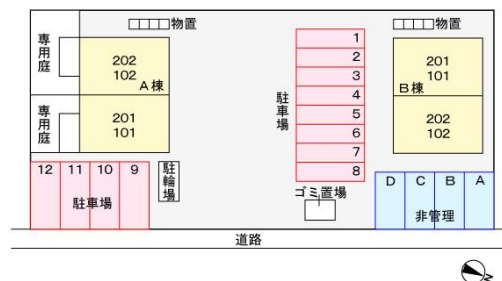 物置
物置
専用庭
202
102
A棟
専用庭
201
101
1
2
3
4
5
6
7
8
駐車場
201
101
B棟
202
102
12 11 10 9
駐車場
駐輪場
ゴミ置場
D C B A
非管理
道路